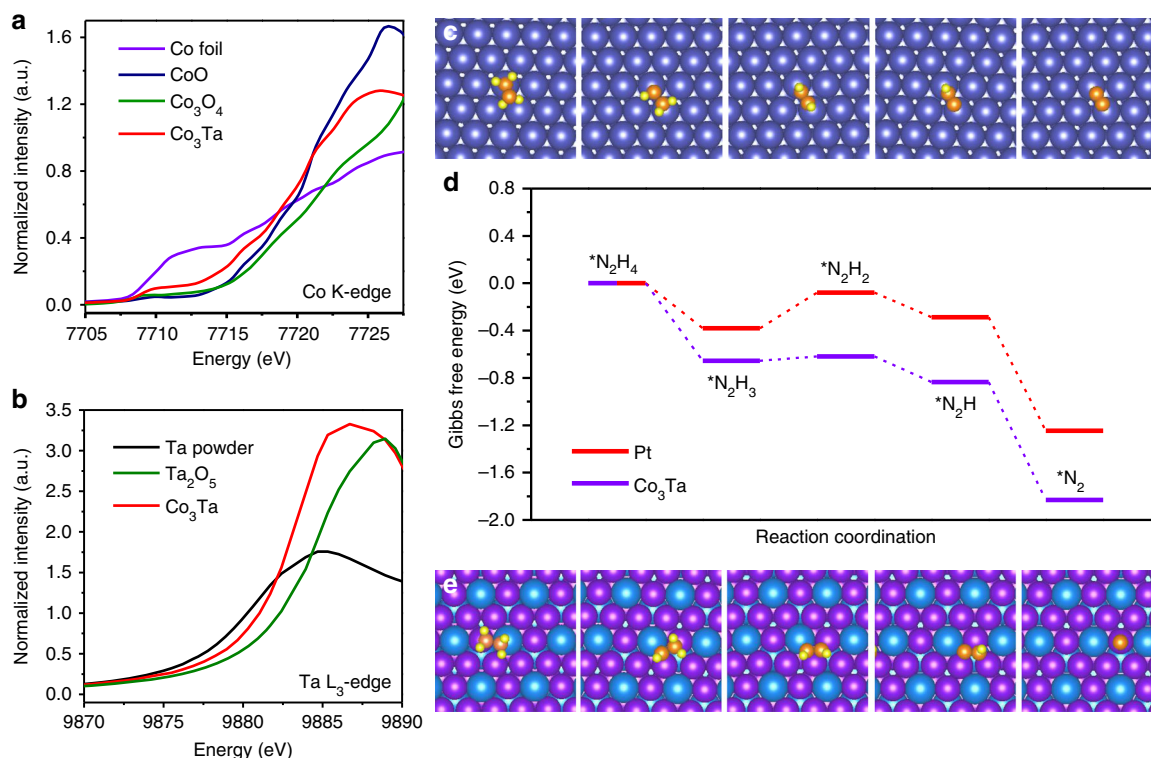 a
Normalized intensity (a.u.)
1.6
1.2
0.8
0.4
0.0
Co foil
CoO
Co₃O₄
Co₃Ta
Co K-edge
7705
7710
7715
7720
7725
Energy (eV)
b
Normalized intensity (a.u.)
3.5
3.0
2.5
2.0
1.5
1.0
0.5
0.0
Ta powder
Ta₂O₅
Co₃Ta
Ta L₃-edge
9870
9875
9880
9885
9890
Energy (eV)
c
d
Gibbs free energy (eV)
0.8
0.4
0.0
−0.4
−0.8
−1.2
−1.6
−2.0
*N₂H₄
*N₂H₃
*N₂H₂
*N₂H
*N₂
Pt
Co₃Ta
Reaction coordination
e